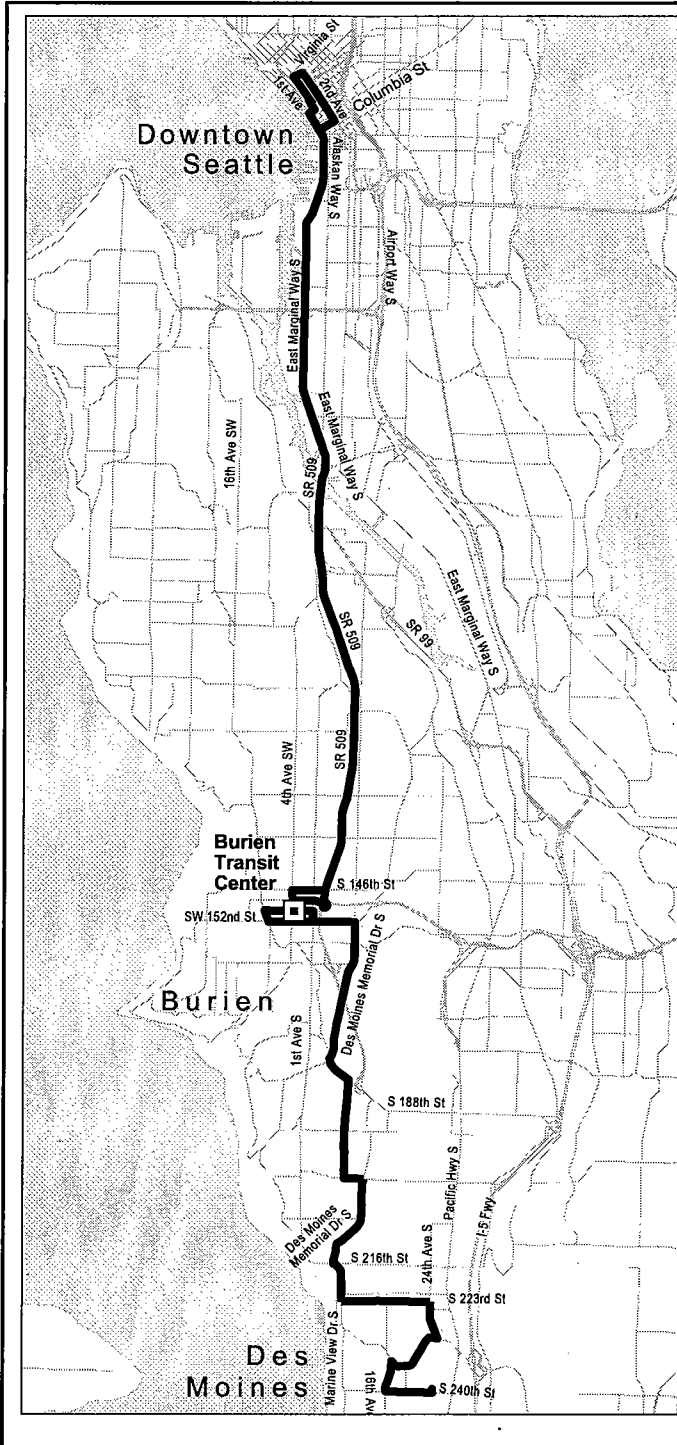 Virginia St
1st Ave
2nd Ave
Columbia St
Downtown
Seattle
Alaskan Way S
Airport Way S
East Marginal Way S
East Marginal Way S
16th Ave SW
SR 509
East Marginal Way S
SR 99
SR 509
4th Ave SW
SR 509
Burien
Transit
Center
S 146th St
SW 152nd St
Des Moines Memorial Dr S
Burien
1st Ave S
S 188th St
Pacific Hwy S
I-5 Fwy
Des Moines
Memorial Dr S
24th Ave S
S 216th St
S 223rd St
Marine View Dr S
Des
Moines
16th Ave
S 240th St